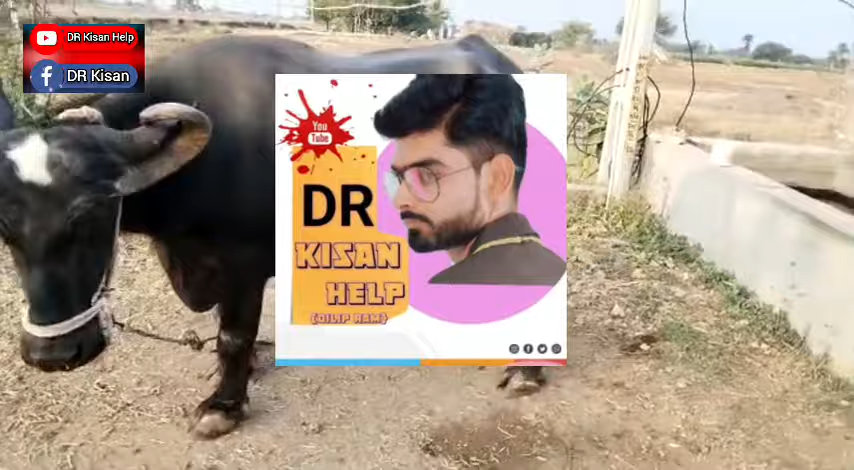 DR Kisan Help
DR Kisan
You
Tube
DR
KISAN
HELP
(DILIP RAM)